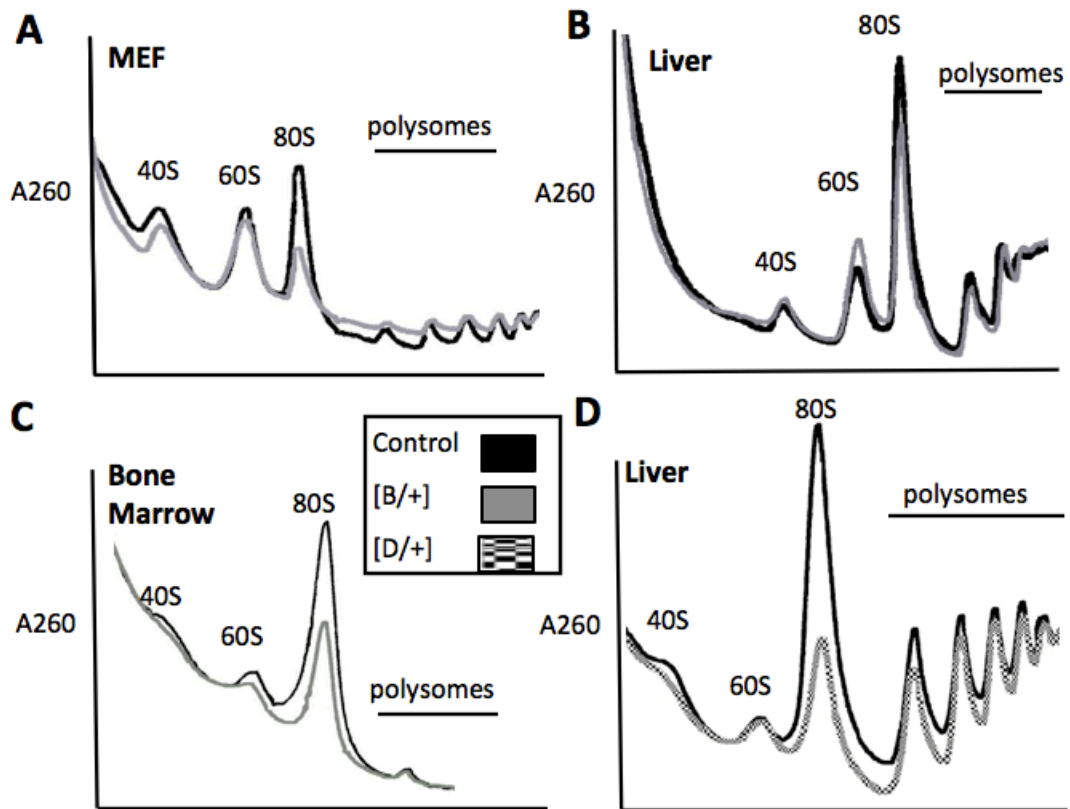 A
MEF
40S
60S
80S
polysomes
A260
B
Liver
40S
60S
80S
polysomes
A260
C
Bone
Marrow
40S
60S
80S
polysomes
A260
Control
[B/+]
[D/+]
D
Liver
40S
60S
80S
polysomes
A260